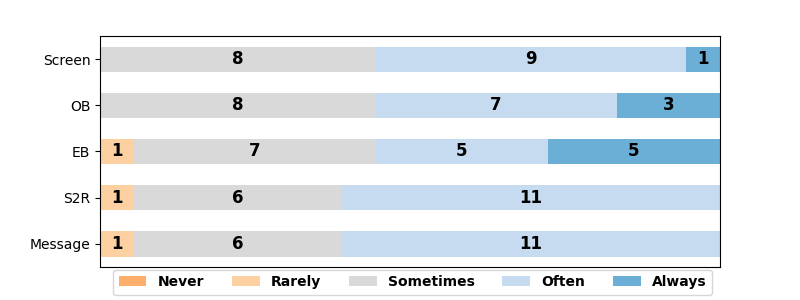 Screen 8 9 1
OB 8 7 3
EB 1 7 5 5
S2R 1 6 11
Message 1 6 11
Never Rarely Sometimes Often Always